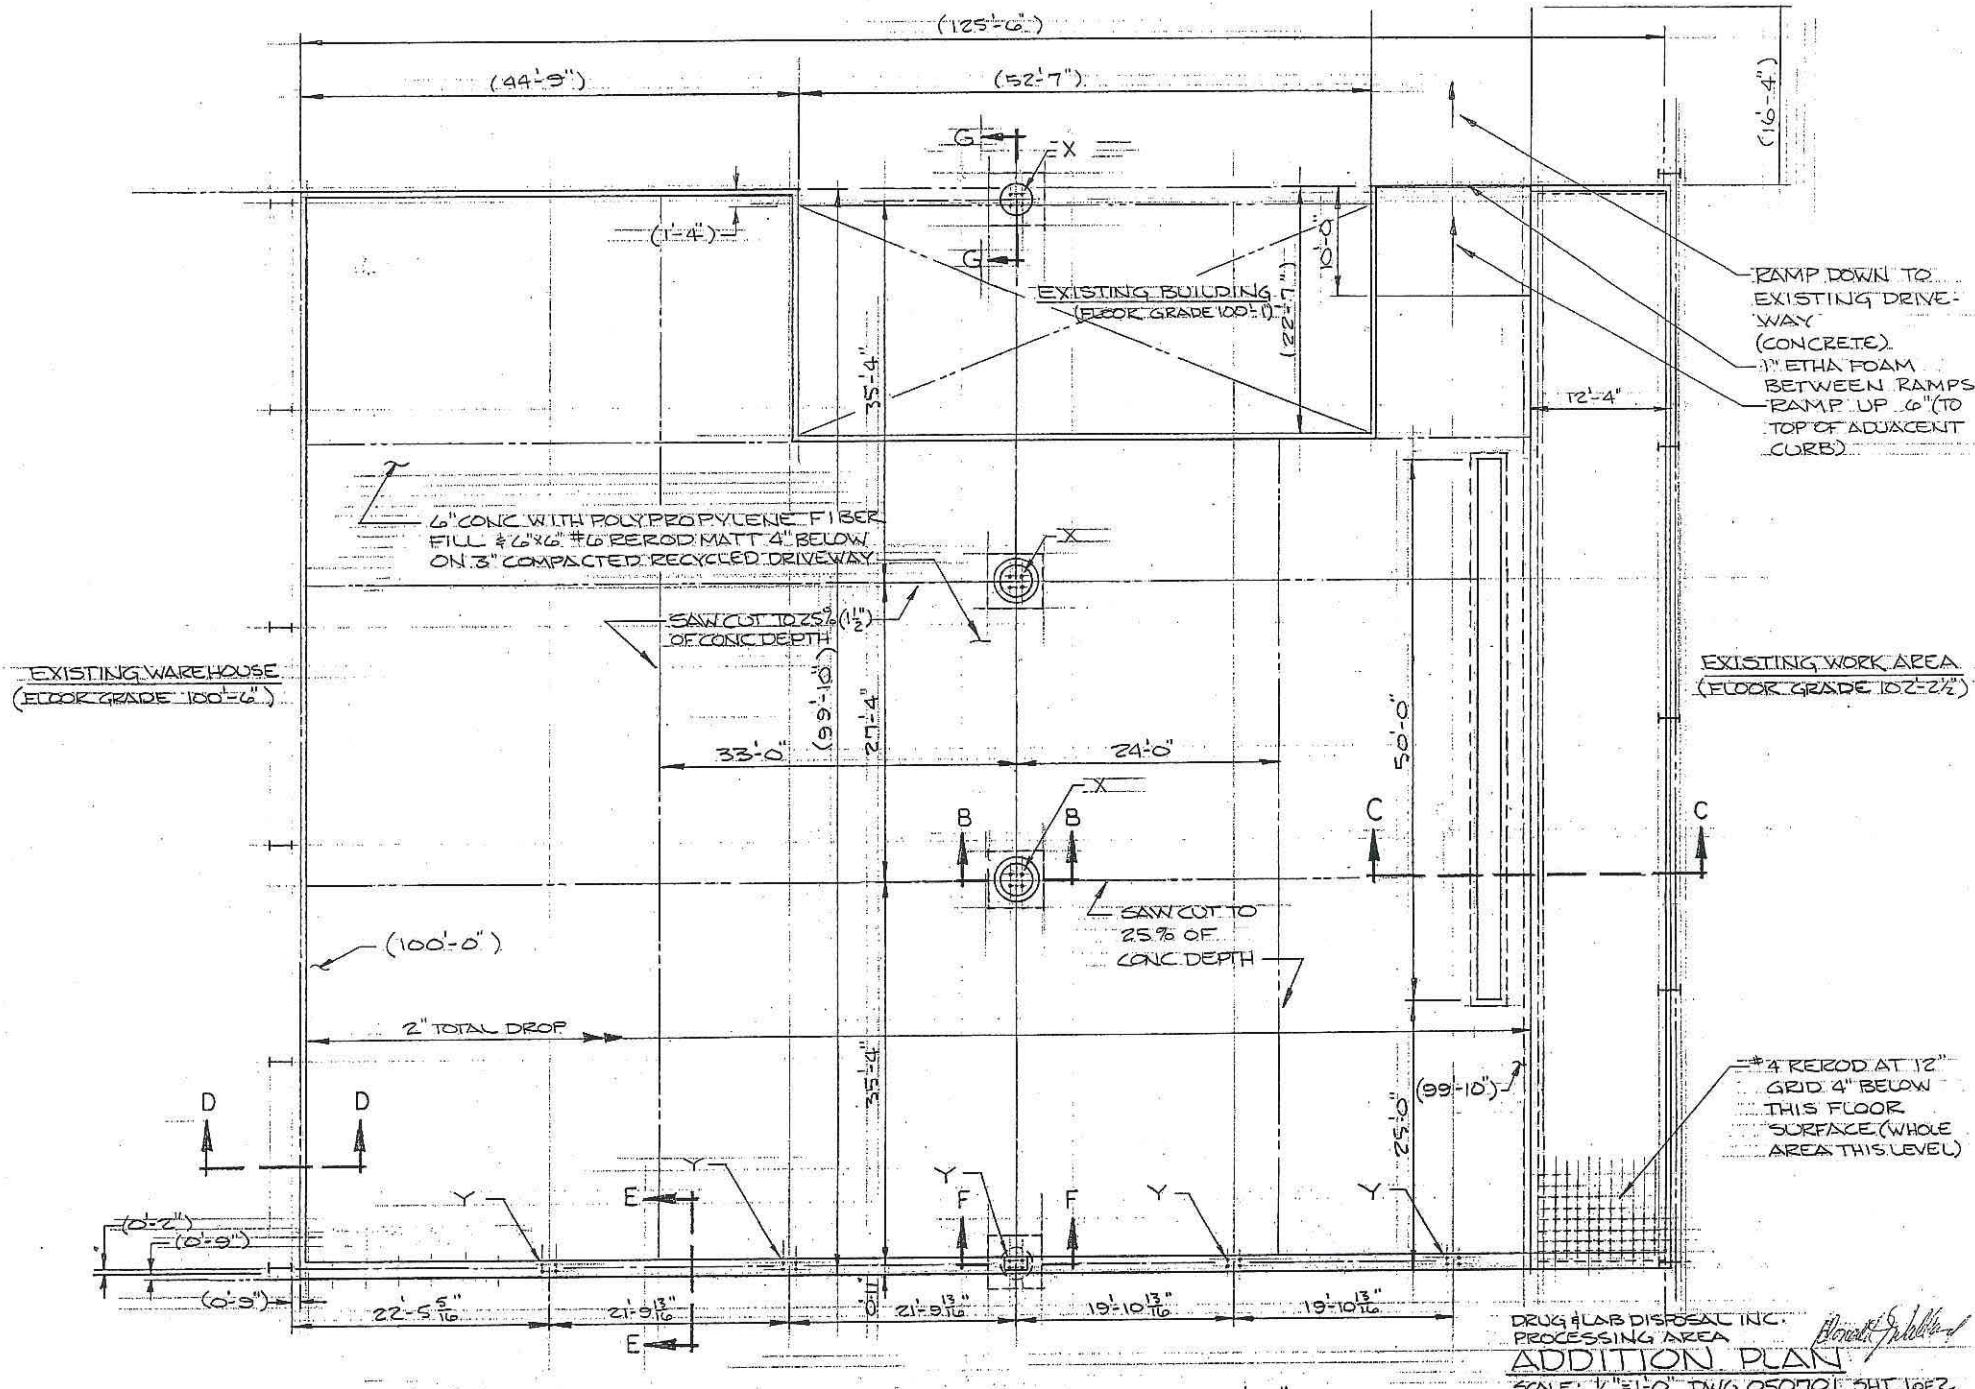 (125'-6")
(44'-9")
(52'-7")
(16'-4")
G
X
(1'-4")
G
10'-0"
EXISTING BUILDING
(FLOOR GRADE 100'-1")
(22'-7")
35'-4"
RAMP DOWN TO
EXISTING DRIVE-
WAY
(CONCRETE)
1" ETHA FOAM
BETWEEN RAMPS
RAMP UP 6" (TO
TOP OF ADJACENT
CURB)
12'-4"
6" CONC WITH POLYPROPYLENE FIBER
FILL & 6"x6" #6 REROD MATT 4" BELOW
ON 3" COMPACTED RECYCLED DRIVEWAY
X
SAW CUT TO 25% (1½")
OF CONC DEPTH
EXISTING WAREHOUSE
(FLOOR GRADE 100'-6")
EXISTING WORK AREA
(FLOOR GRADE 102'-2½")
(99'-10")
27'-4"
50'-0"
33'-0"
24'-0"
X
B
B
C
C
SAW CUT TO
25% OF
CONC DEPTH
(100'-0")
2" TOTAL DROP
35'-4"
(99'-10")
25'-0"
#4 REROD AT 12"
GRID 4" BELOW
THIS FLOOR
SURFACE (WHOLE
AREA THIS LEVEL)
D
D
Y
Y
E
Y
F
F
Y
Y
(0'-2")
(0'-9")
(0'-9")
22'-5 5/16"
21'-9 13/16"
21'-9 13/16"
19'-10 13/16"
19'-10 13/16"
E
DRUG & LAB DISPOSAL INC.
PROCESSING AREA
ADDITION PLAN
DWG 050701 SHT 1 OF 2